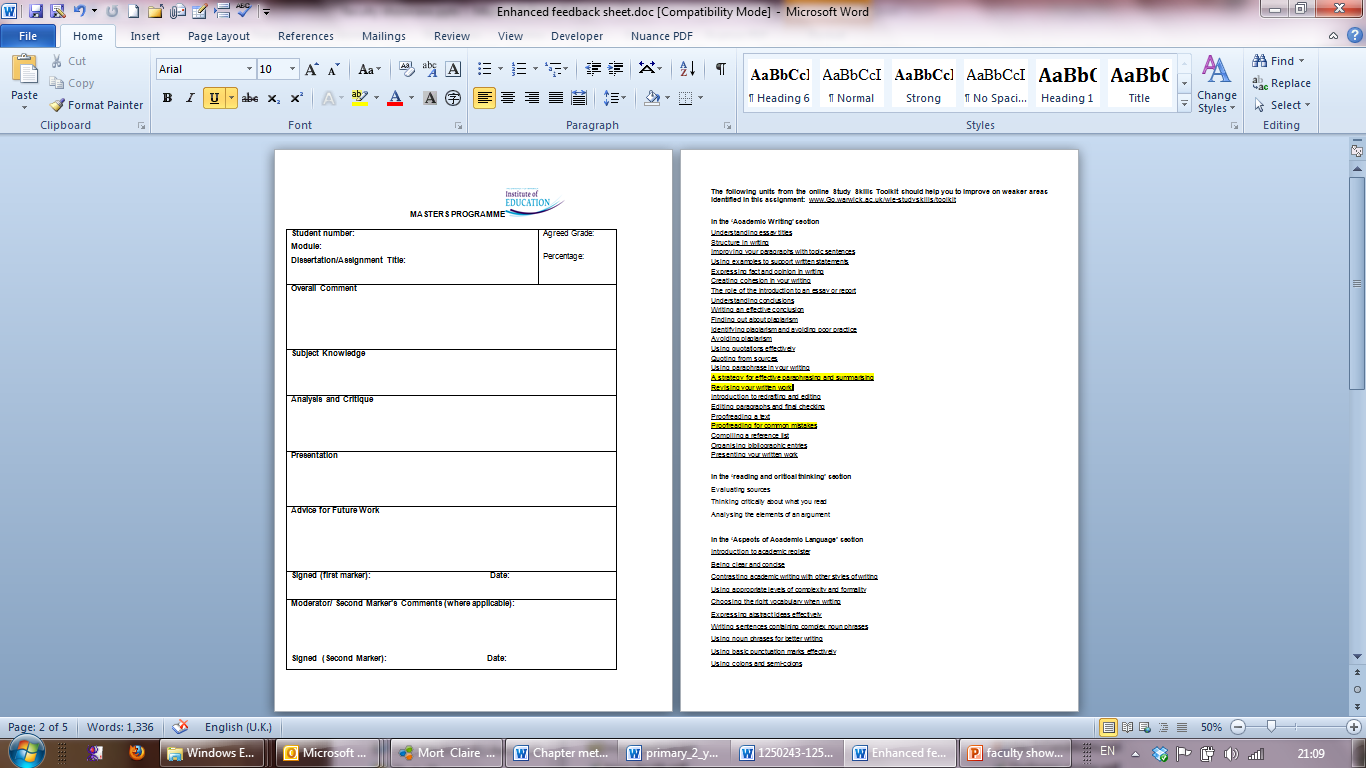 Enhanced feedback sheet.doc [Compatibility Mode] - Microsoft Word
File Home Insert Page Layout References Mailings Review View Developer Nuance PDF
Paste
Cut
Copy
Format Painter
Clipboard
Arial 10
Font
Paragraph
AaBbCcI AaBbCcI AaBbCcI AaBbCcI AaBbC AaBbC
¶ Heading 6 ¶ Normal Strong ¶ No Spaci... Heading 1 Title
Change Styles
Styles
Find
Replace
Select
Editing
Institute of
EDUCATION
MASTERS PROGRAMME
Student number:
Module:
Dissertation/Assignment Title:
Agreed Grade:
Percentage:
Overall Comment
Subject Knowledge
Analysis and Critique
Presentation
Advice for Future Work
Signed (first marker): Date:
Moderator/ Second Marker's Comments (where applicable):
Signed (Second Marker): Date:
The following units from the online Study Skills Toolkit should help you to improve on weaker areas
identified in this assignment: www.Go.warwick.ac.uk/wie-studyskills/toolkit
In the ‘Academic Writing’ section
Understanding essay titles
Structure in writing
Improving your paragraphs with topic sentences
Using examples to support written statements
Expressing fact and opinion in writing
Creating cohesion in your writing
The role of the introduction to an essay or report
Understanding conclusions
Writing an effective conclusion
Finding out about plagiarism
Identifying plagiarism and avoiding poor practice
Avoiding plagiarism
Using quotations effectively
Quoting from sources
Using paraphrase in your writing
A strategy for effective paraphrasing and summarising
Revising your written work
Introduction to redrafting and editing
Editing paragraphs and final checking
Proofreading a text
Proofreading for common mistakes
Compiling a reference list
Organising bibliographic entries
Presenting your written work
In the ‘reading and critical thinking’ section
Evaluating sources
Thinking critically about what you read
Analysing the elements of an argument
In the ‘Aspects of Academic Language’ section
Introduction to academic register
Being clear and concise
Contrasting academic writing with other styles of writing
Using appropriate levels of complexity and formality
Choosing the right vocabulary when writing
Expressing abstract ideas effectively
Writing sentences containing complex noun phrases
Using noun phrases for better writing
Using basic punctuation marks effectively
Using colons and semi-colons
Page: 2 of 5 Words: 1,336 English (U.K.) 50%
Windows E... Microsoft ... Mort Claire ... Chapter met... primary_2_y... 1250243-125... Enhanced fe... faculty show... EN 21:09